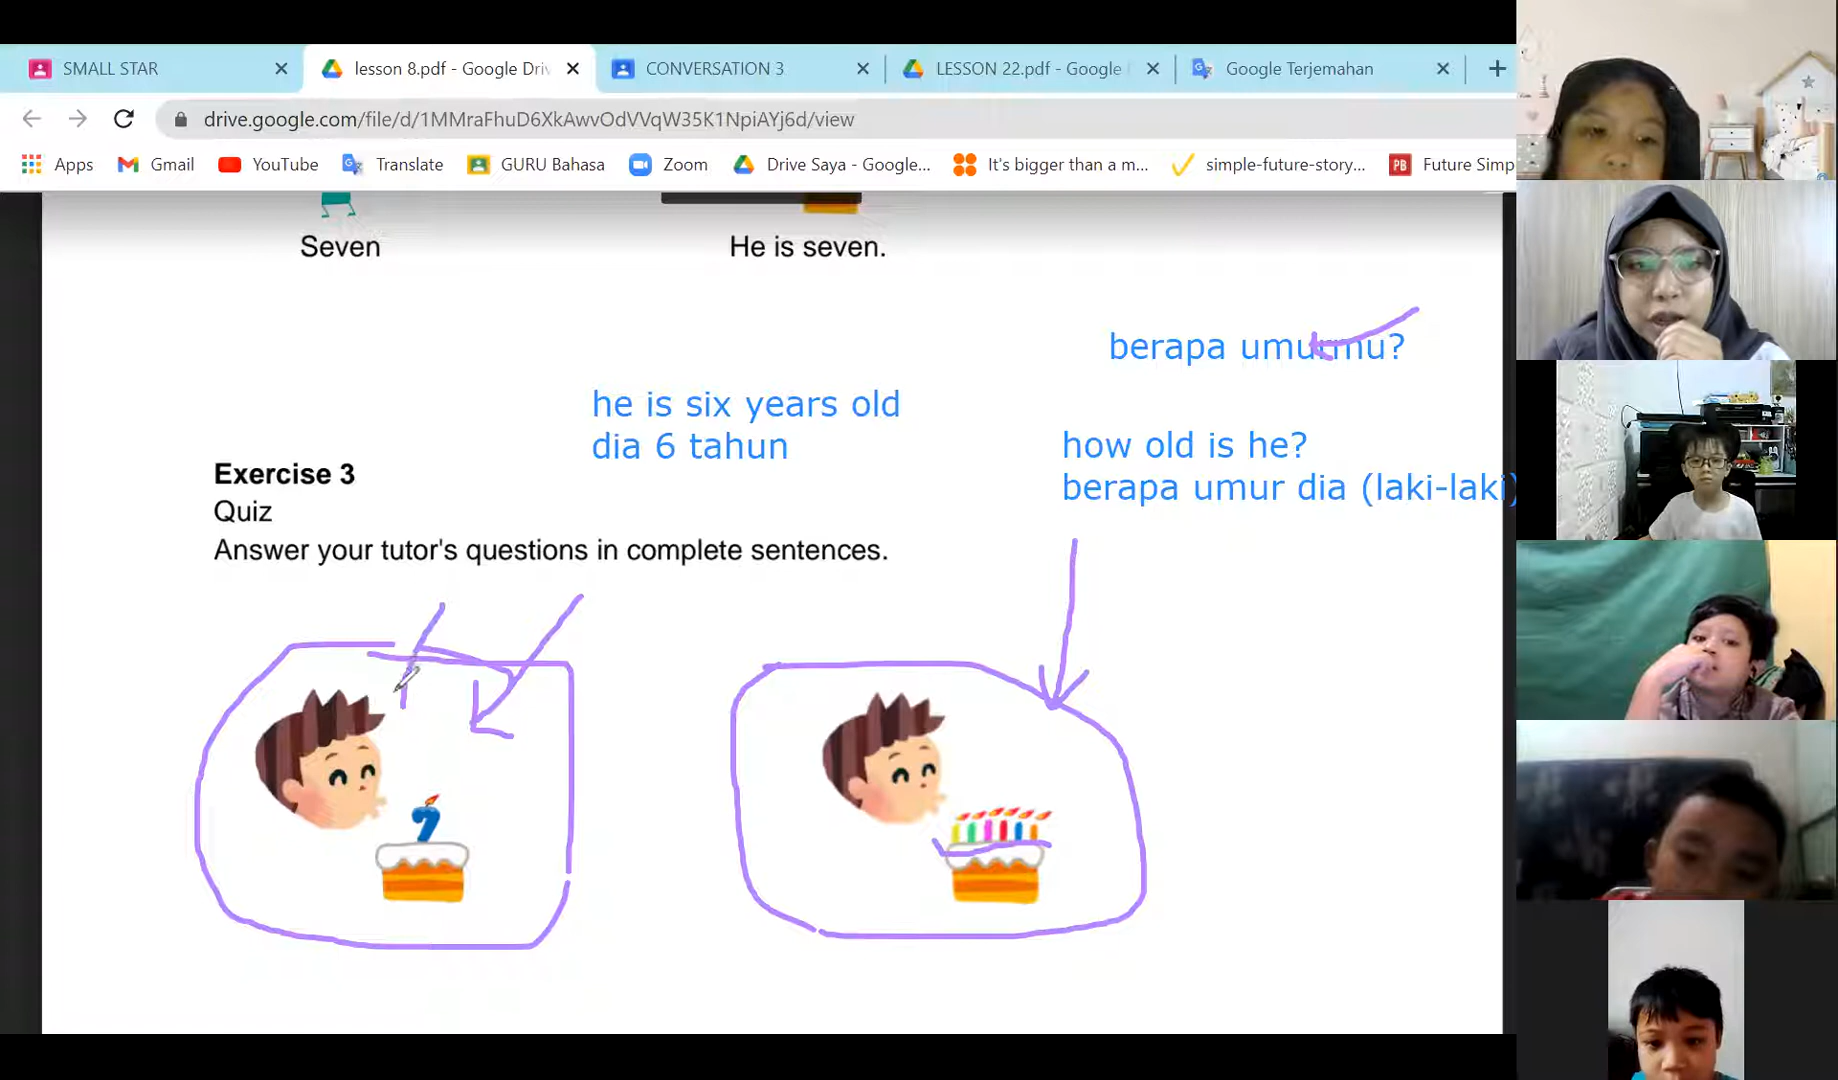 SMALL STAR
lesson 8.pdf - Google Driv
CONVERSATION 3
LESSON 22.pdf - Google
Google Terjemahan
drive.google.com/file/d/1MMraFhuD6XkAwvOdVVqW35K1NpiAYj6d/view
Apps
Gmail
YouTube
Translate
GURU Bahasa
Zoom
Drive Saya - Google...
It's bigger than a m...
simple-future-story...
PB
Future Simp
Seven
He is seven.
berapa umurmu?
he is six years old
dia 6 tahun
how old is he?
berapa umur dia (laki-laki)
Exercise 3
Quiz
Answer your tutor's questions in complete sentences.
7